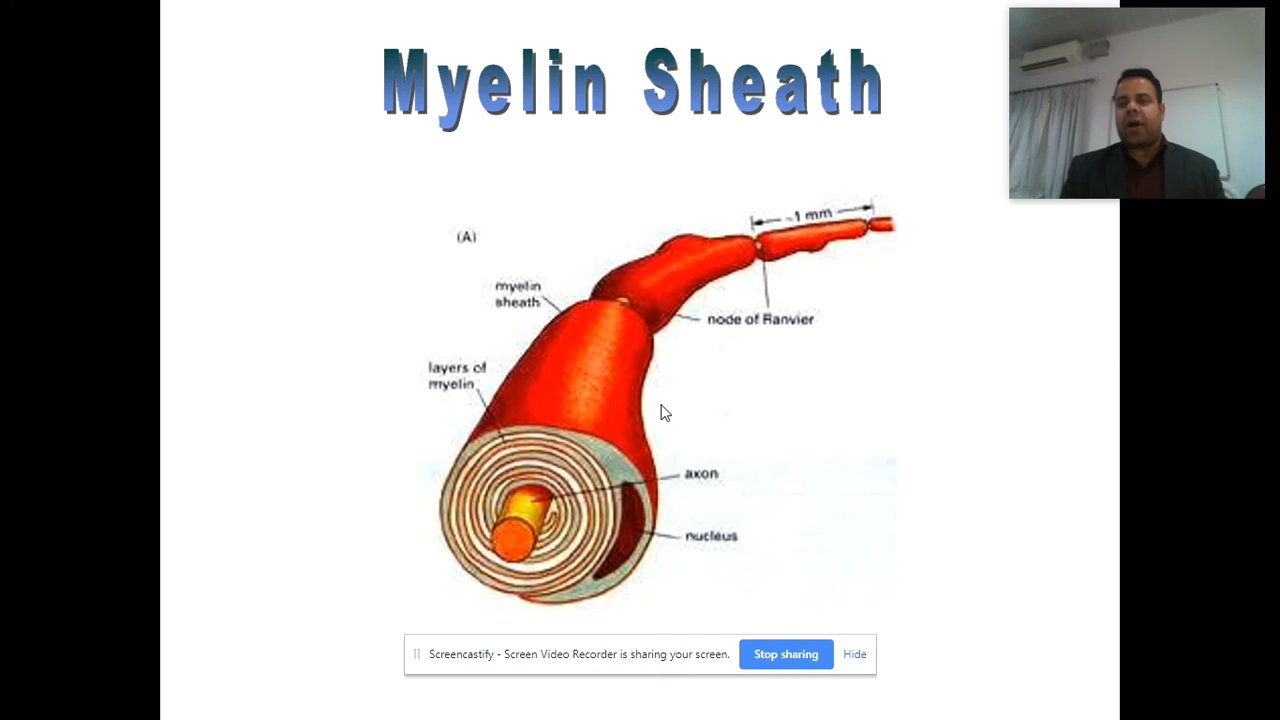 Myelin Sheath
~1 mm
(A)
myelin
sheath
node of Ranvier
layers of
myelin
axon
nucleus
Screencastify - Screen Video Recorder is sharing your screen.
Stop sharing
Hide